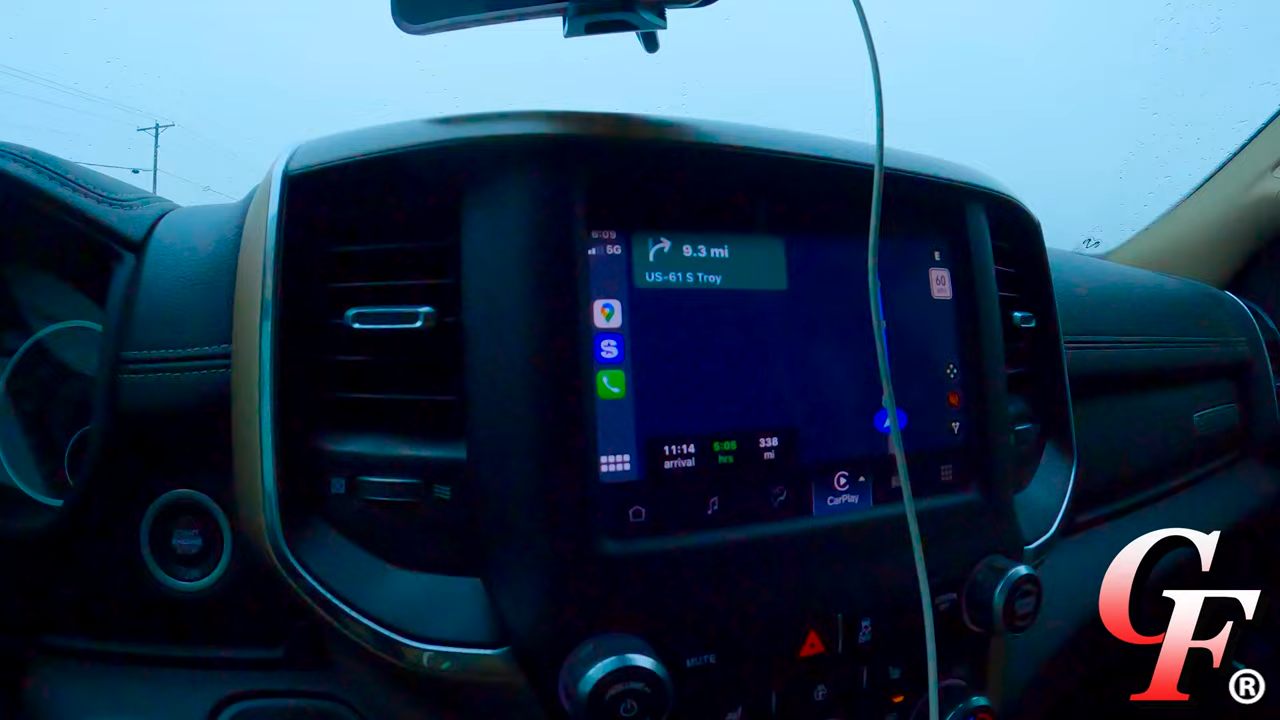 6:09
5G
9.3 mi
US-61 S Troy
E
60
S
11:14
arrival
5:05
hrs
338
mi
CarPlay
MUTE
CF®